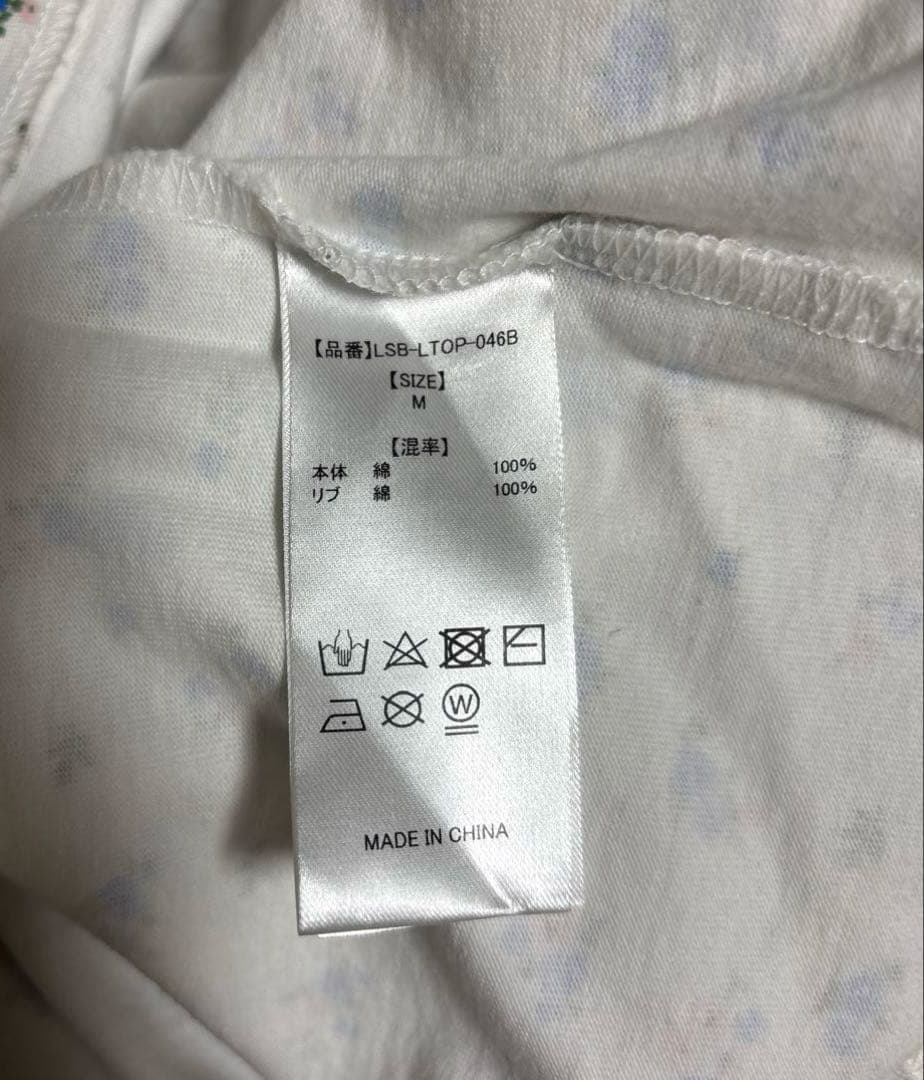 【品番】LSB-LTOP-046B
【SIZE】
M
【混率】
本体 綿 100%
リブ 綿 100%
W
MADE IN CHINA